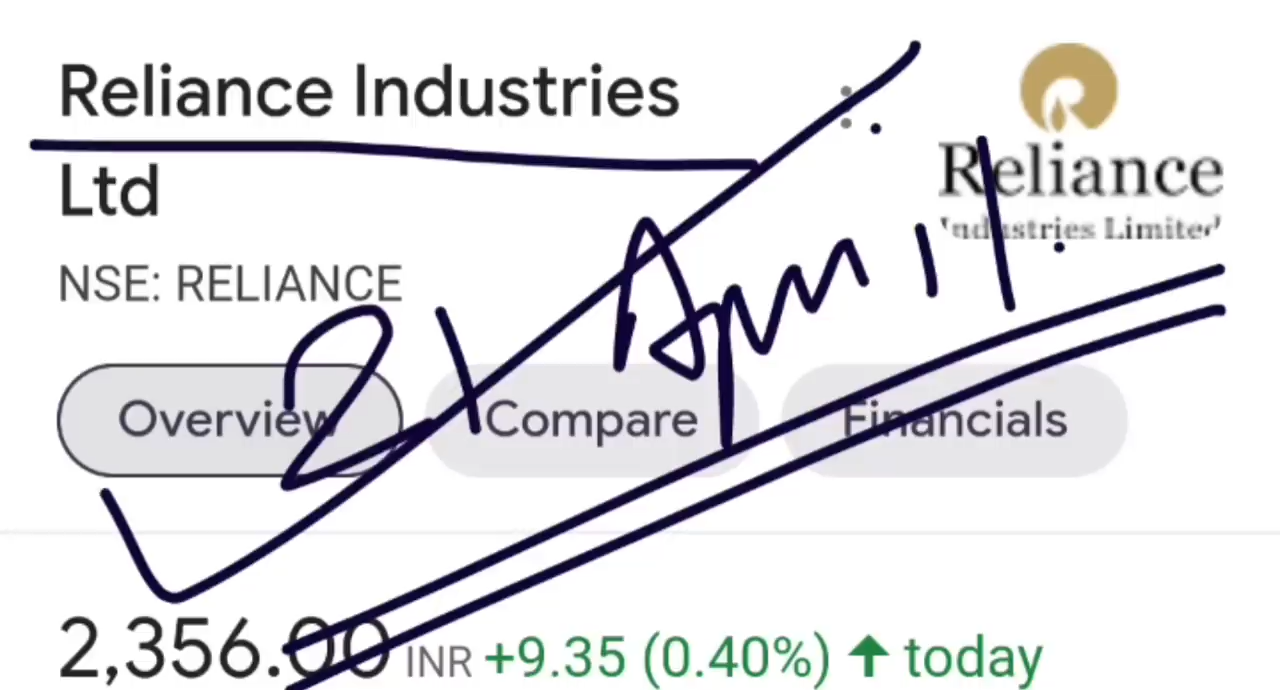 Reliance Industries
Ltd
NSE: RELIANCE
Reliance
Industries Limited
21 April
Overview
Compare
Financials
2,356.00 INR +9.35 (0.40%) ↑ today